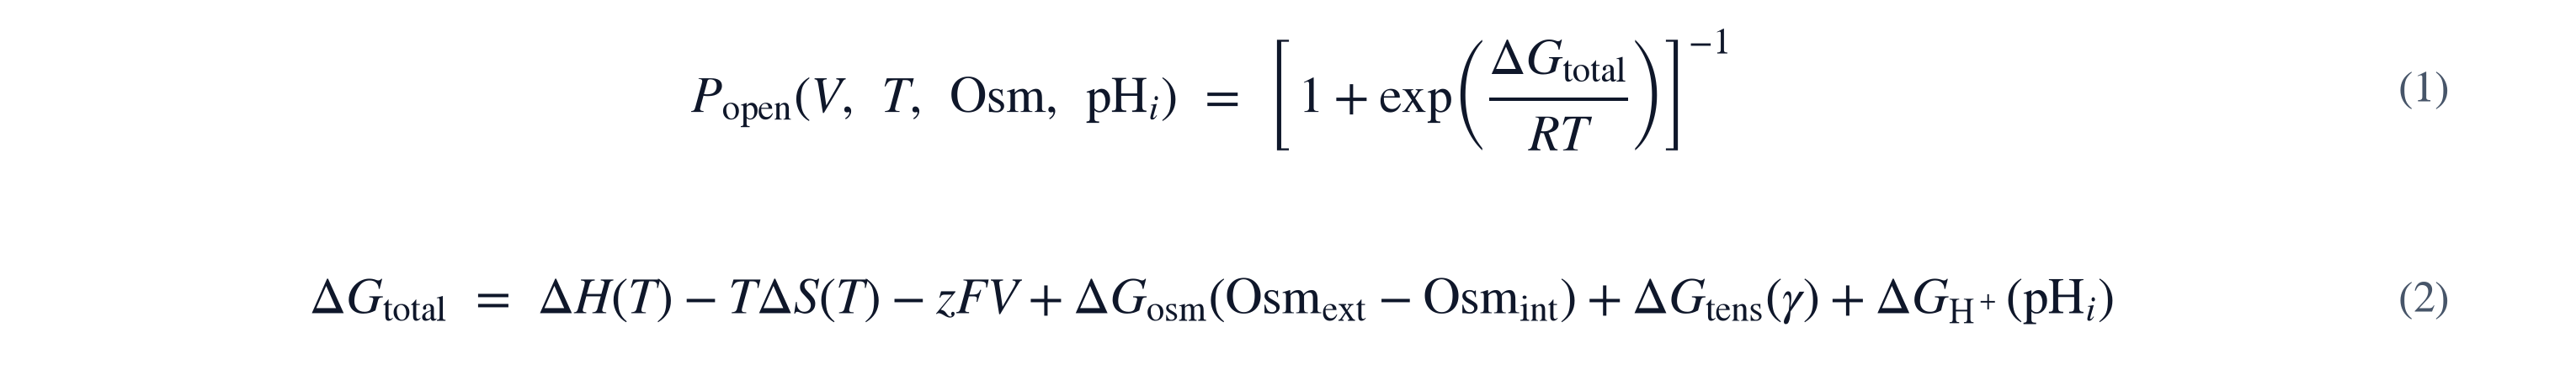 P_open(V, T, Osm, pH_i) = [1 + exp(ΔG_total / RT)]^−1 (1)
ΔG_total = ΔH(T) − TΔS(T) − zFV + ΔG_osm(Osm_ext − Osm_int) + ΔG_tens(γ) + ΔG_H⁺(pH_i) (2)